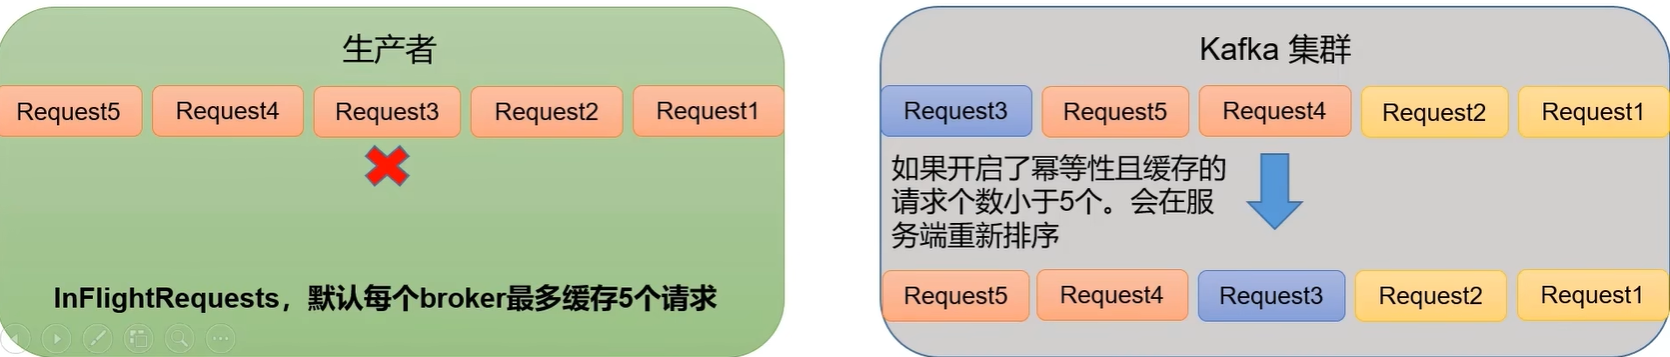 生产者
Request5 Request4 Request3 Request2 Request1
InFlightRequests，默认每个broker最多缓存5个请求
Kafka 集群
Request3 Request5 Request4 Request2 Request1
如果开启了幂等性且缓存的
请求个数小于5个。会在服
务端重新排序
Request5 Request4 Request3 Request2 Request1